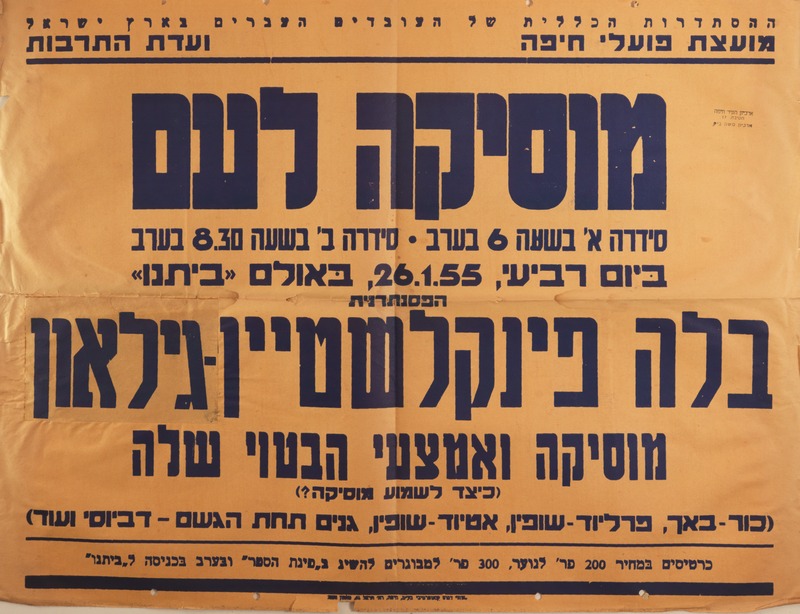 ההסתדרות הכללית של העובדים העברים בארץ ישראל
מועצת פועלי חיפה
ועדת התרבות
מוסיקה לעם
סידרה א' בשעה 6 בערב • סידרה ב' בשעה 8.30 בערב
ביום רביעי, 26.1.55, באולם «ביתנו»
הפסנתרנית
בלה פינקלשטיין-גילאון
מוסיקה ואמצעי הבטוי שלה
(כיצד לשמוע מוסיקה?)
(כור-באך, פרליוד-שופין, אטיוד-שופין, גנים תחת הגשם – דביוסי ועוד)
כרטיסים במחיר 200 פר' לנוער, 300 פר' למבוגרים להשיג ב„פינת הספר" ובערב בכניסה ל„ביתנו"